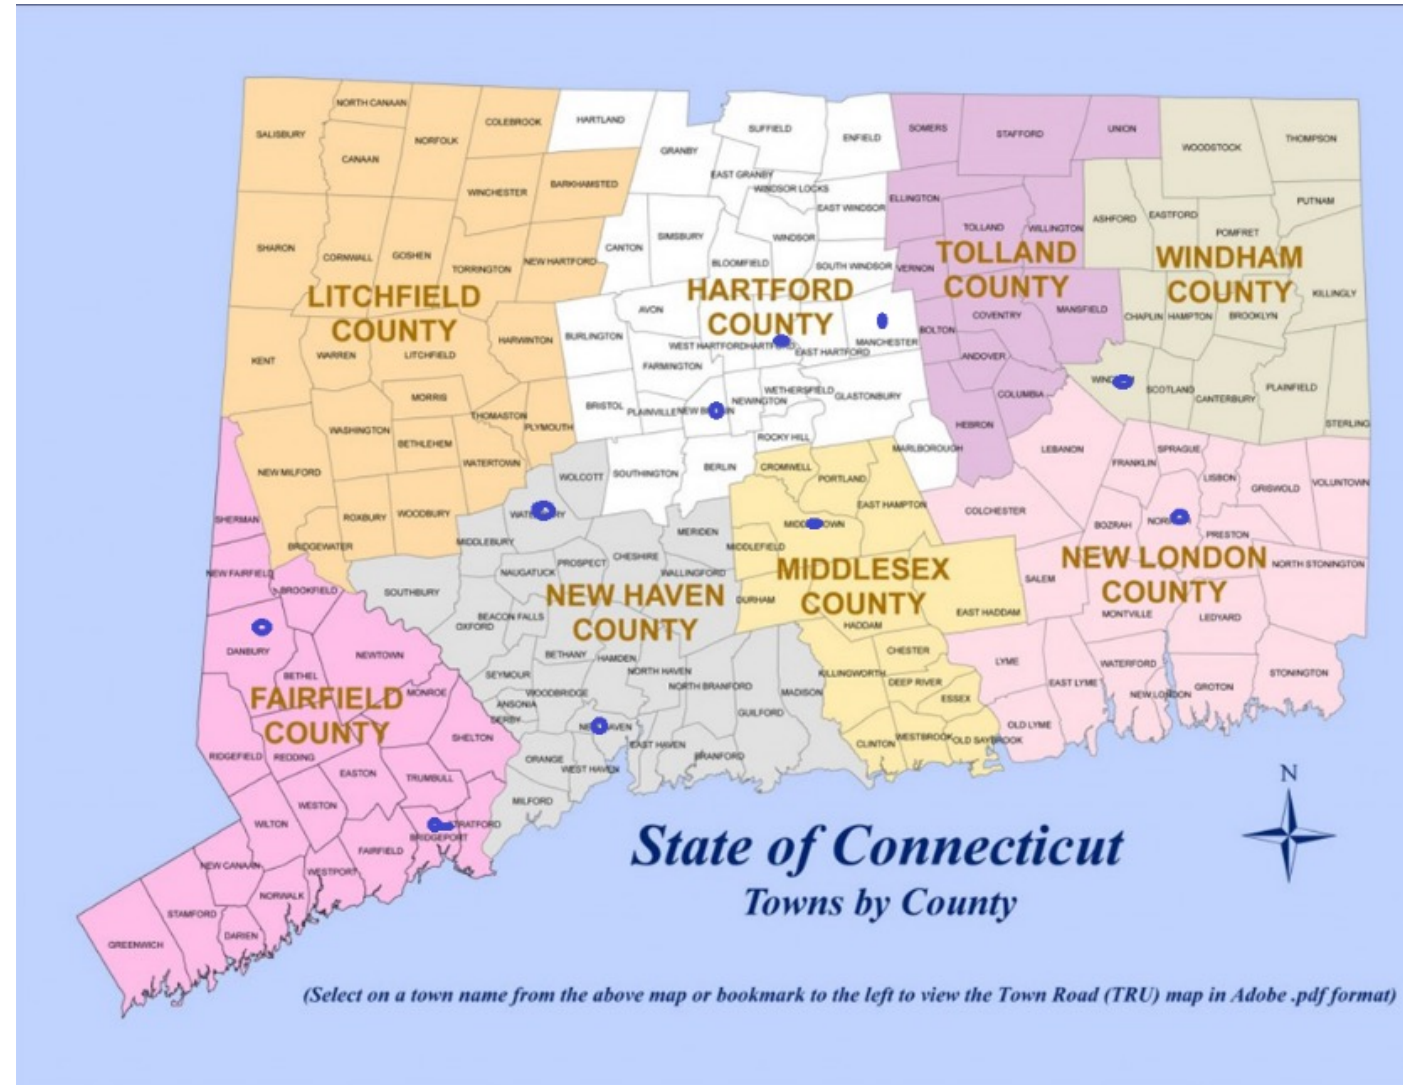 NORTH CANAAN
SALISBURY
CANAAN
NORFOLK
COLEBROOK
HARTLAND
WINCHESTER
BARKHAMSTED
SHARON
CORNWALL
GOSHEN
TORRINGTON
NEW HARTFORD
LITCHFIELD
COUNTY
KENT
WARREN
LITCHFIELD
HARWINTON
MORRIS
WASHINGTON
BETHLEHEM
THOMASTON
PLYMOUTH
WATERTOWN
NEW MILFORD
ROXBURY
WOODBURY
BRIDGEWATER
GRANBY
SUFFIELD
ENFIELD
EAST GRANBY
WINDSOR LOCKS
EAST WINDSOR
CANTON
SIMSBURY
WINDSOR
BLOOMFIELD
SOUTH WINDSOR
HARTFORD
COUNTY
AVON
BURLINGTON
WEST HARTFORD
HARTFORD
EAST HARTFORD
MANCHESTER
FARMINGTON
BRISTOL
PLAINVILLE
NEW
NEWINGTON
WETHERSFIELD
GLASTONBURY
ROCKY HILL
MARLBOROUGH
SOUTHINGTON
BERLIN
SOMERS
STAFFORD
UNION
ELLINGTON
TOLLAND
WILLINGTON
TOLLAND
COUNTY
VERNON
COVENTRY
MANSFIELD
BOLTON
ANDOVER
COLUMBIA
HEBRON
WOODSTOCK
THOMPSON
PUTNAM
ASHFORD
EASTFORD
POMFRET
WINDHAM
COUNTY
KILLINGLY
CHAPLIN
HAMPTON
BROOKLYN
SCOTLAND
CANTERBURY
PLAINFIELD
STERLING
SHERMAN
NEW FAIRFIELD
BROOKFIELD
DANBURY
BETHEL
NEWTOWN
MONROE
FAIRFIELD
COUNTY
RIDGEFIELD
REDDING
SHELTON
EASTON
TRUMBULL
WESTON
WILTON
STRATFORD
BRIDGEPORT
FAIRFIELD
NEW CANAAN
WESTPORT
NORWALK
STAMFORD
DARIEN
GREENWICH
WOLCOTT
MIDDLEBURY
MERIDEN
CHESHIRE
PROSPECT
NAUGATUCK
WALLINGFORD
SOUTHBURY
NEW HAVEN
COUNTY
BEACON FALLS
OXFORD
BETHANY
HAMDEN
SEYMOUR
NORTH HAVEN
NORTH BRANFORD
WOODBRIDGE
ANSONIA
DERBY
MADISON
GUILFORD
EAST HAVEN
BRANFORD
ORANGE
WEST HAVEN
MILFORD
CROMWELL
PORTLAND
EAST HAMPTON
MIDDLEFIELD
MIDDLESEX
COUNTY
DURHAM
HADDAM
EAST HADDAM
CHESTER
KILLINGWORTH
DEEP RIVER
ESSEX
CLINTON
WESTBROOK
OLD SAYBROOK
LEBANON
FRANKLIN
SPRAGUE
LISBON
GRISWOLD
VOLUNTOWN
COLCHESTER
BOZRAH
PRESTON
NEW LONDON
COUNTY
NORTH STONINGTON
SALEM
MONTVILLE
LEDYARD
LYME
EAST LYME
WATERFORD
NEW LONDON
GROTON
STONINGTON
OLD LYME
N
State of Connecticut
Towns by County
(Select on a town name from the above map or bookmark to the left to view the Town Road (TRU) map in Adobe .pdf format)